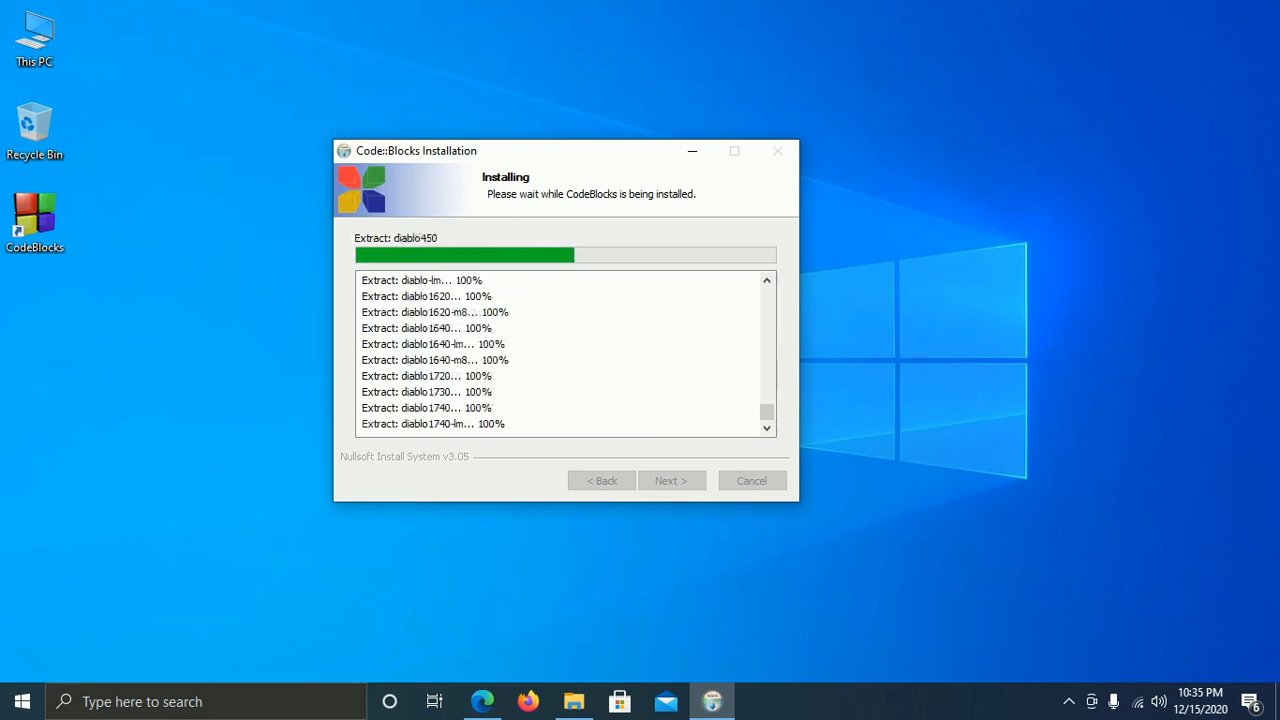 This PC
Recycle Bin
CodeBlocks
Code::Blocks Installation
Installing
Please wait while CodeBlocks is being installed.
Extract: diablo450
Extract: diablo-lm... 100%
Extract: diablo1620... 100%
Extract: diablo1620-m8... 100%
Extract: diablo1640... 100%
Extract: diablo1640-lm... 100%
Extract: diablo1640-m8... 100%
Extract: diablo1720... 100%
Extract: diablo1730... 100%
Extract: diablo1740... 100%
Extract: diablo1740-lm... 100%
Nullsoft Install System v3.05
< Back
Next >
Cancel
Type here to search
10:35 PM
12/15/2020
6